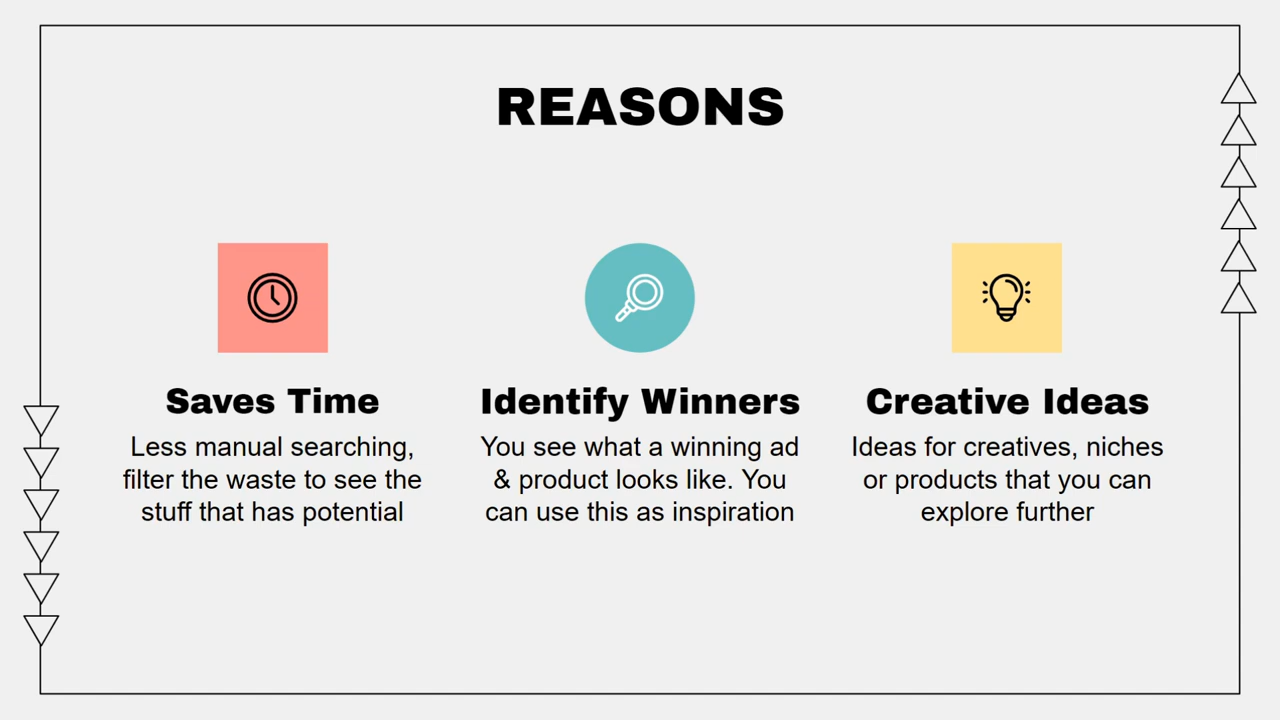 REASONS
Saves Time
Less manual searching,
filter the waste to see the
stuff that has potential
Identify Winners
You see what a winning ad
& product looks like. You
can use this as inspiration
Creative Ideas
Ideas for creatives, niches
or products that you can
explore further